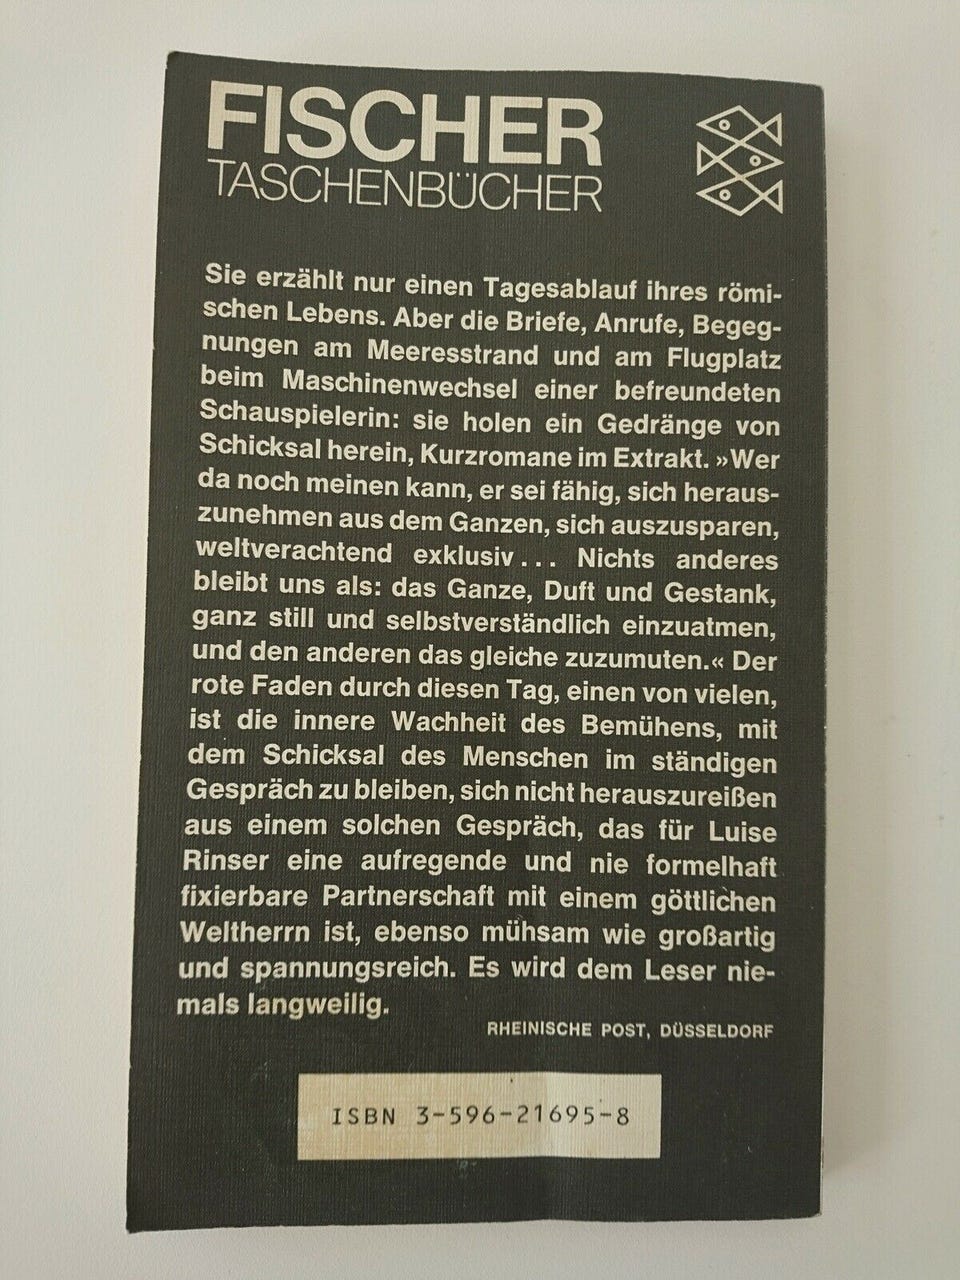 FISCHER
TASCHENBÜCHER
Sie erzählt nur einen Tagesablauf ihres römi-
schen Lebens. Aber die Briefe, Anrufe, Begeg-
nungen am Meeresstrand und am Flugplatz
beim Maschinenwechsel einer befreundeten
Schauspielerin: sie holen ein Gedränge von
Schicksal herein, Kurzromane im Extrakt. »Wer
da noch meinen kann, er sei fähig, sich heraus-
zunehmen aus dem Ganzen, sich auszusparen,
weltverachtend exklusiv... Nichts anderes
bleibt uns als: das Ganze, Duft und Gestank,
ganz still und selbstverständlich einzuatmen,
und den anderen das gleiche zuzumuten.« Der
rote Faden durch diesen Tag, einen von vielen,
ist die innere Wachheit des Bemühens, mit
dem Schicksal des Menschen im ständigen
Gespräch zu bleiben, sich nicht herauszureißen
aus einem solchen Gespräch, das für Luise
Rinser eine aufregende und nie formelhaft
fixierbare Partnerschaft mit einem göttlichen
Weltherrn ist, ebenso mühsam wie großartig
und spannungsreich. Es wird dem Leser nie-
mals langweilig.
RHEINISCHE POST, DÜSSELDORF
ISBN 3-596-21695-8